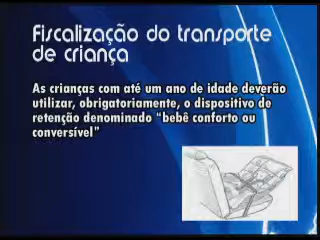 Fiscalização do transporte
de criança
As crianças com até um ano de idade deverão
utilizar, obrigatoriamente, o dispositivo de
retenção denominado “bebê conforto ou
conversível”